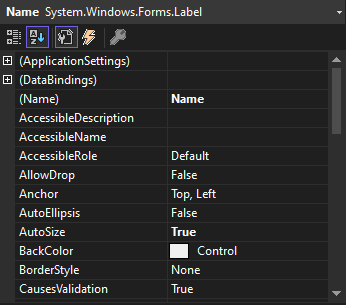 Name System.Windows.Forms.Label
(ApplicationSettings)
(DataBindings)
(Name) Name
AccessibleDescription
AccessibleName
AccessibleRole Default
AllowDrop False
Anchor Top, Left
AutoEllipsis False
AutoSize True
BackColor Control
BorderStyle None
CausesValidation True